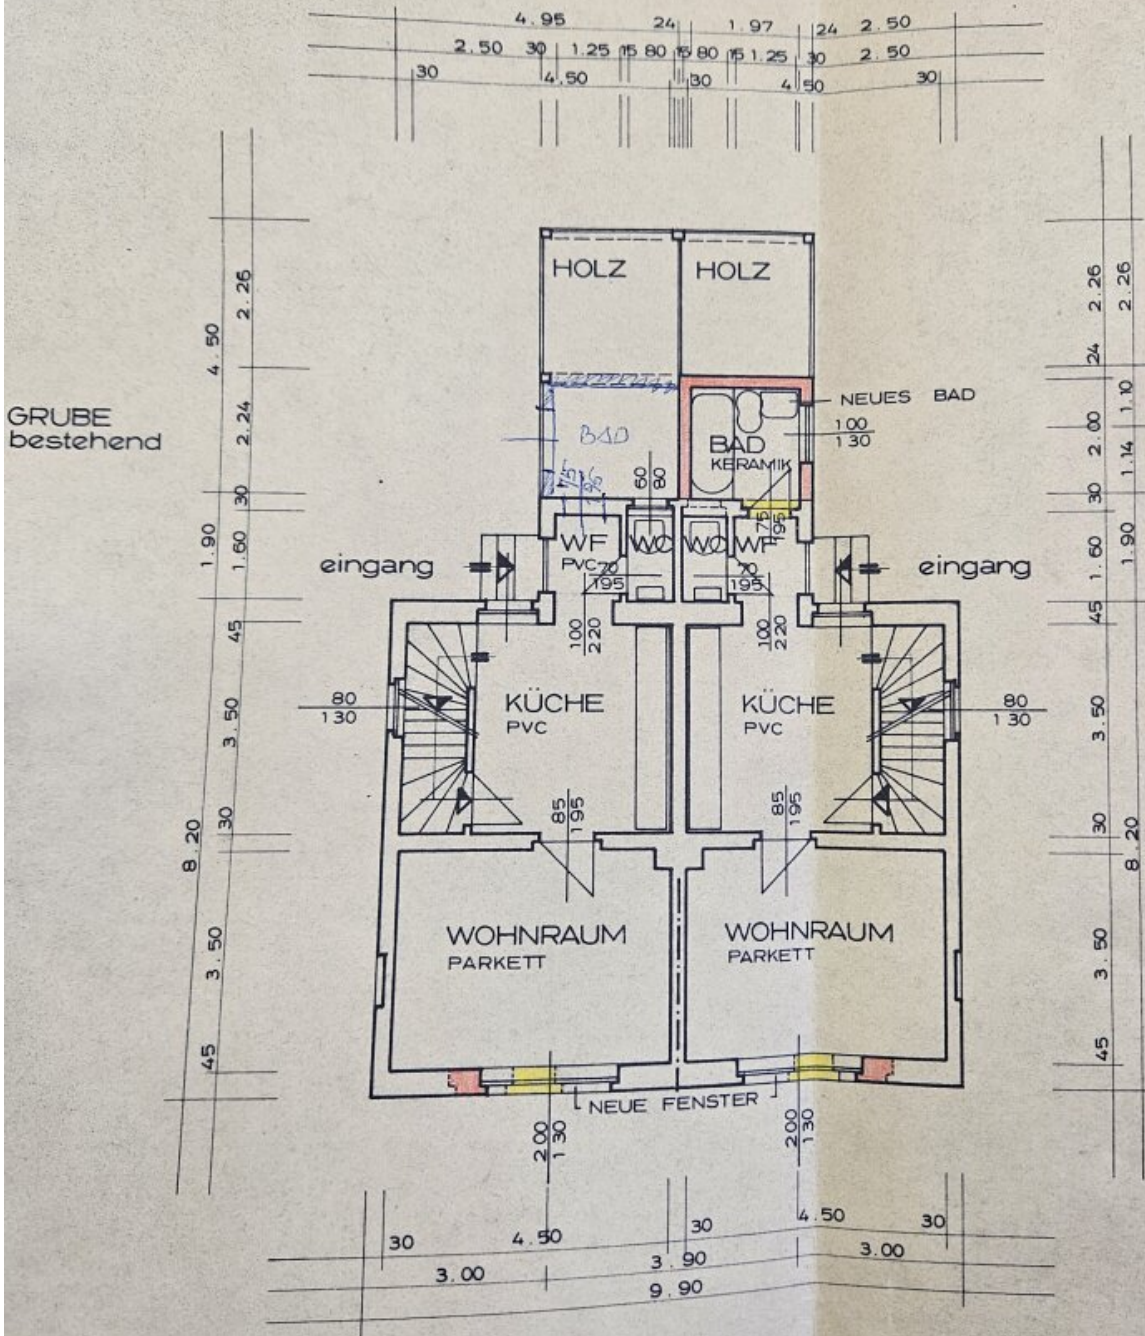 4.95 24 1.97 24 2.50
2.50 30 1.25 15 80 15 80 15 1.25 30 2.50
30 4.50 30 4.50 30
HOLZ HOLZ
2.26
4.50
2.26
2.26
24
GRUBE
bestehend
2.24
BAD
BAD
KERAMIK
NEUES BAD
100
130
1.10
2.00
1.14
75
195
60
80
75
195
30
30
1.90
1.60
eingang
WF
PVC
70
195
WC
WC
WF
70
195
eingang
1.60
1.90
45
100
220
100
220
45
80
130
KÜCHE
PVC
KÜCHE
PVC
80
130
3.50
3.50
85
195
85
195
30
30
8.20
8.20
WOHNRAUM
PARKETT
WOHNRAUM
PARKETT
3.50
3.50
45
45
NEUE FENSTER
200
130
200
130
30 4.50 30 4.50 30
3.00 3.90 3.00
9.90